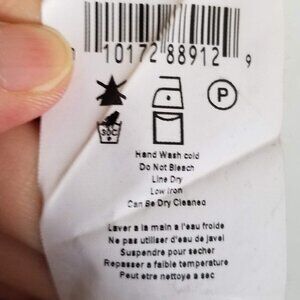 10172 88912 9
P
30C
Hand Wash cold
Do Not Bleach
Line Dry
Low Iron
Can Be Dry Cleaned
Laver a la main a l'eau froide
Ne pas utiliser d'eau de javel
Suspendre pour secher
Repasser a faible temperature
Peut etre nettoye a sec